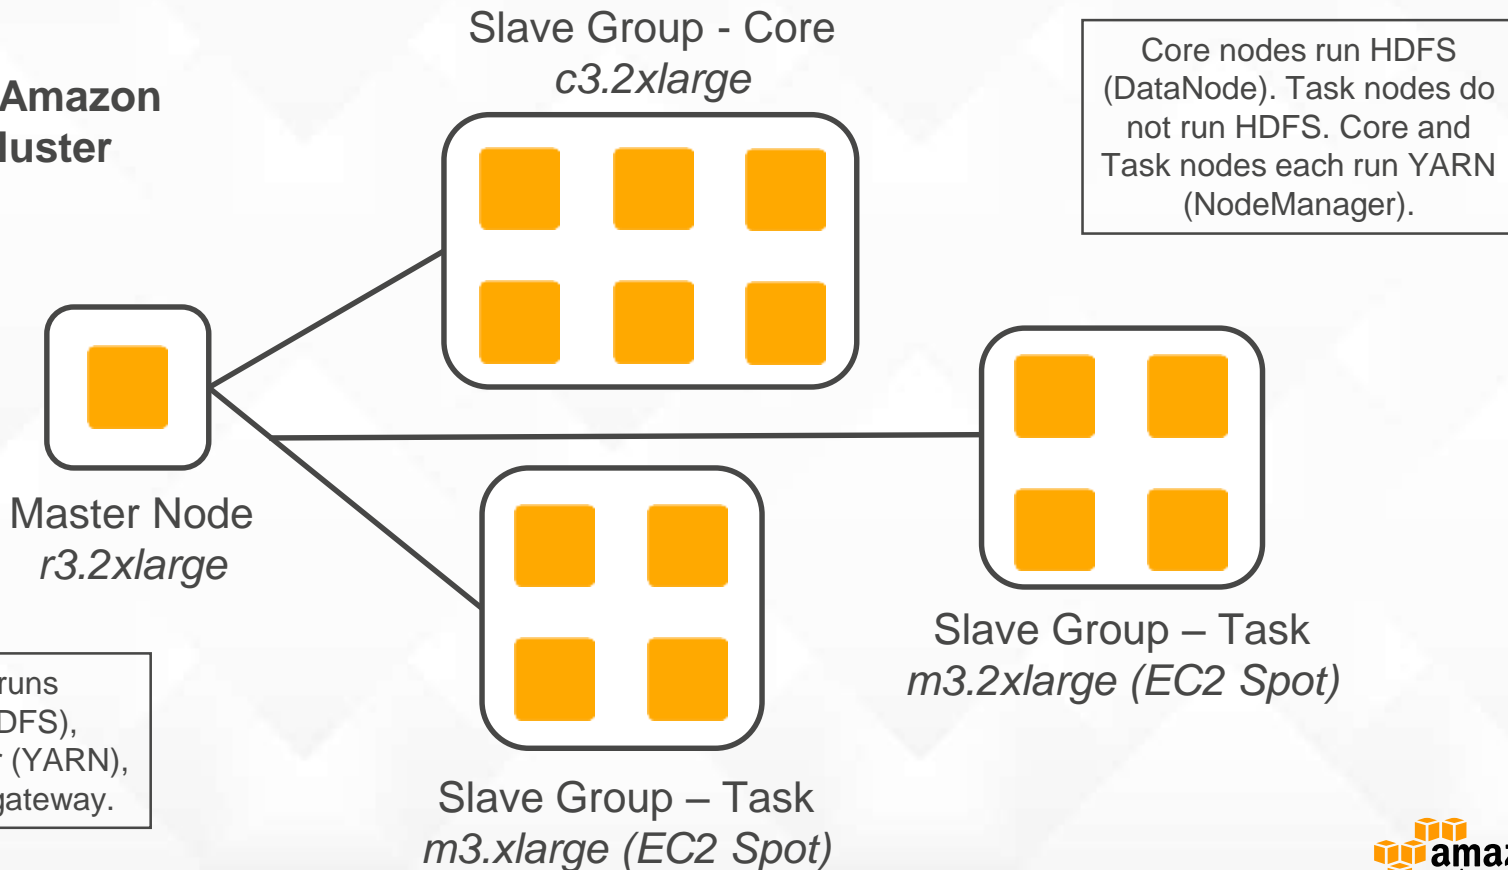 Amazon
luster
Slave Group - Core
c3.2xlarge
Core nodes run HDFS
(DataNode). Task nodes do
not run HDFS. Core and
Task nodes each run YARN
(NodeManager).
Master Node
r3.2xlarge
runs
DFS),
r (YARN),
gateway.
Slave Group – Task
m3.2xlarge (EC2 Spot)
Slave Group – Task
m3.xlarge (EC2 Spot)
amaz